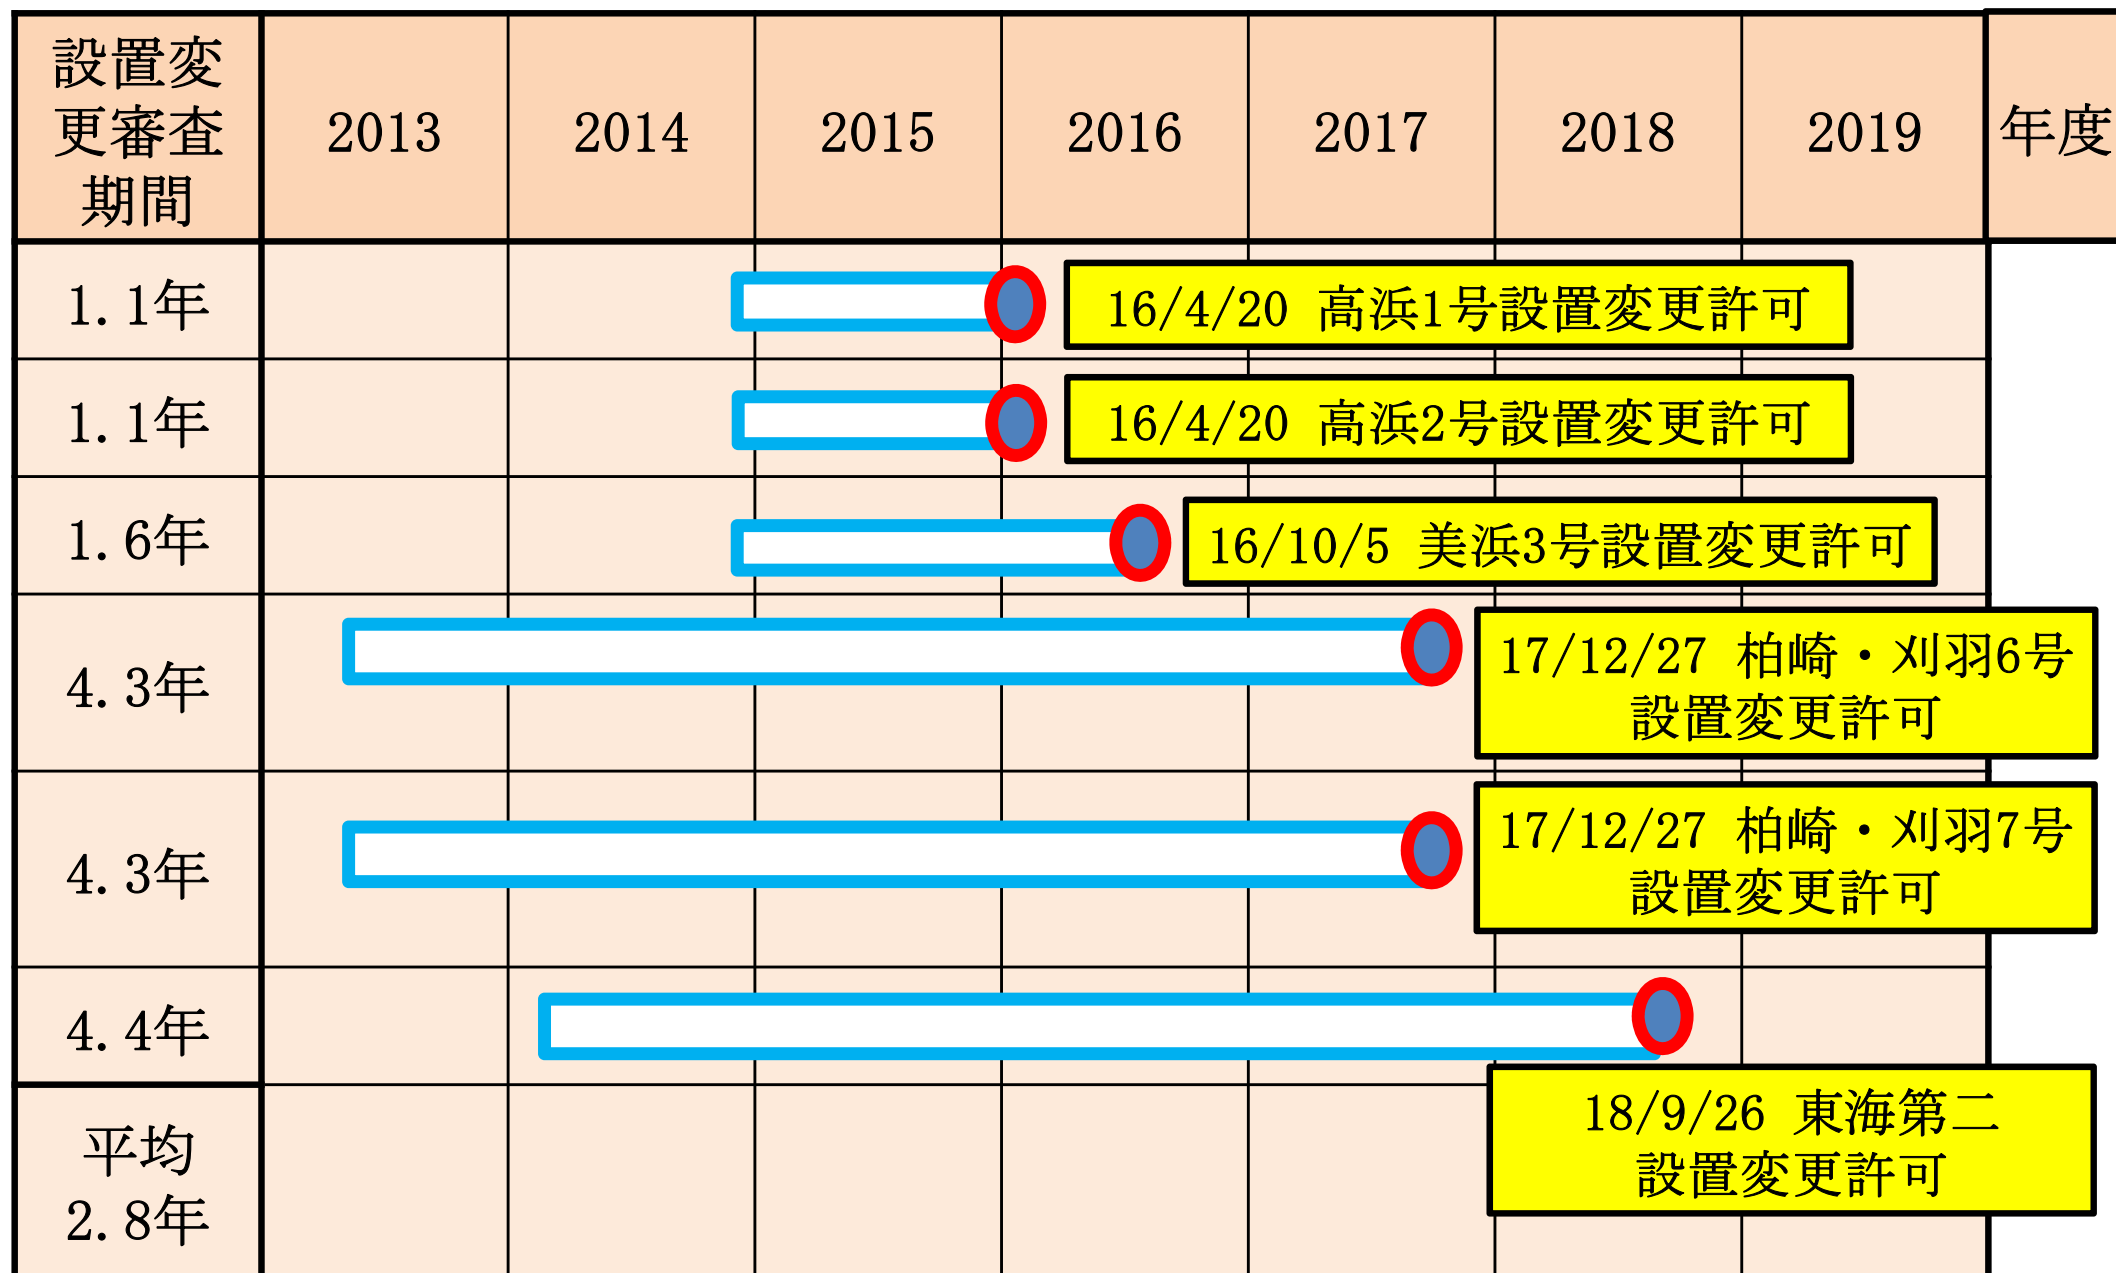 設置変
更審査
期間
2013 2014 2015 2016 2017 2018 2019 年度
1.1年
16/4/20 高浜1号設置変更許可
1.1年
16/4/20 高浜2号設置変更許可
1.6年
16/10/5 美浜3号設置変更許可
4.3年
17/12/27 柏崎・刈羽6号
設置変更許可
4.3年
17/12/27 柏崎・刈羽7号
設置変更許可
4.4年
18/9/26 東海第二
設置変更許可
平均
2.8年